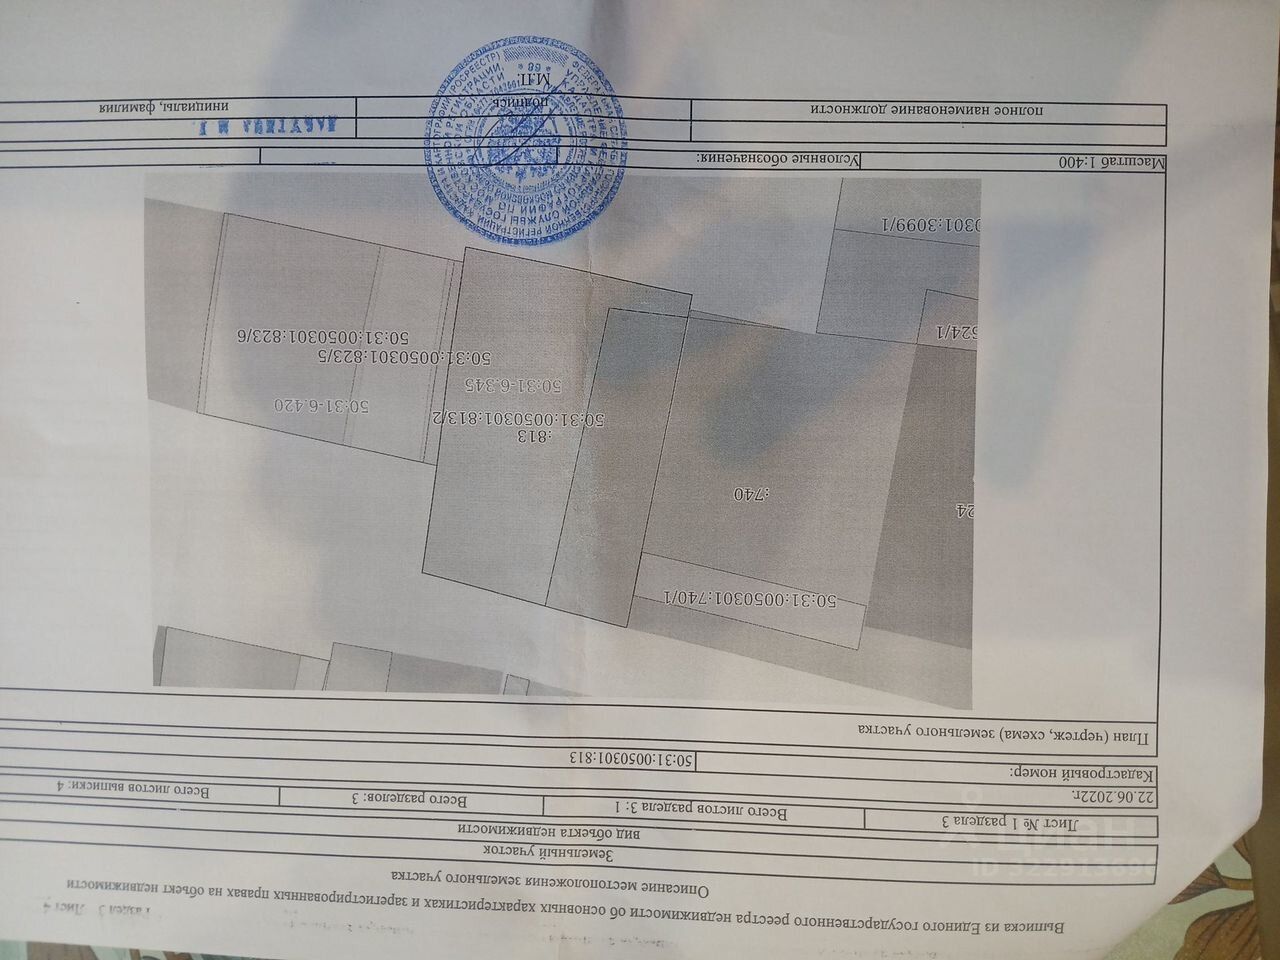 Раздел 3 Лист 4
Выписка из Единого государственного реестра недвижимости об основных характеристиках и зарегистрированных правах на объект недвижимости
Описание местоположения земельного участка
Земельный участок
вид объекта недвижимости
Лист № 1 раздела 3
Всего листов раздела 3: 1
Всего разделов: 3
Всего листов выписки: 4
22.06.2022г.
Кадастровый номер:
50:31:0050301:813
План (чертеж, схема) земельного участка
50:31:0050301:740/1
24
:740
:813
50:31:0050301:813/2
50:31-6.345
50:31-6.420
50:31:0050301:823/5
50:31:0050301:823/6
524/1
0301:3099/1
Масштаб 1:400
Условные обозначения:
полное наименование должности
подпись
инициалы, фамилия
М.П.
циан